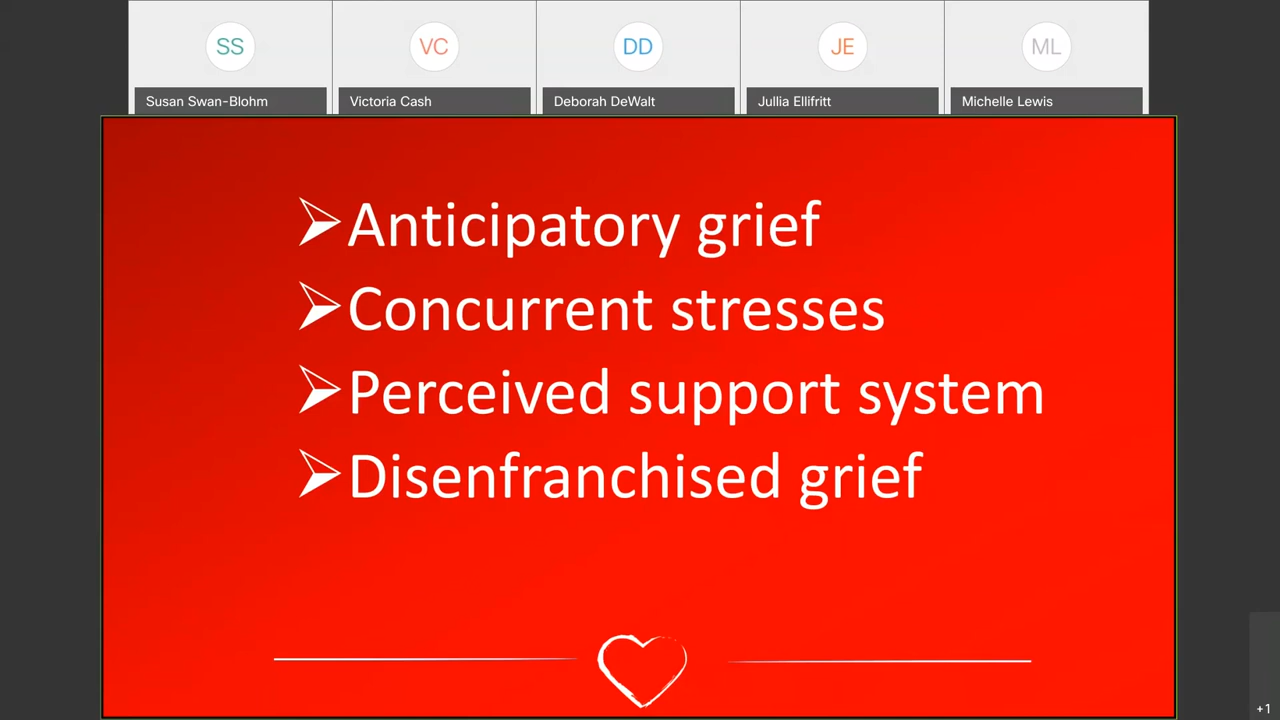 SS VC DD JE ML
Susan Swan-Blohm Victoria Cash Deborah DeWalt Jullia Ellifritt Michelle Lewis
➢Anticipatory grief
➢Concurrent stresses
➢Perceived support system
➢Disenfranchised grief
+1